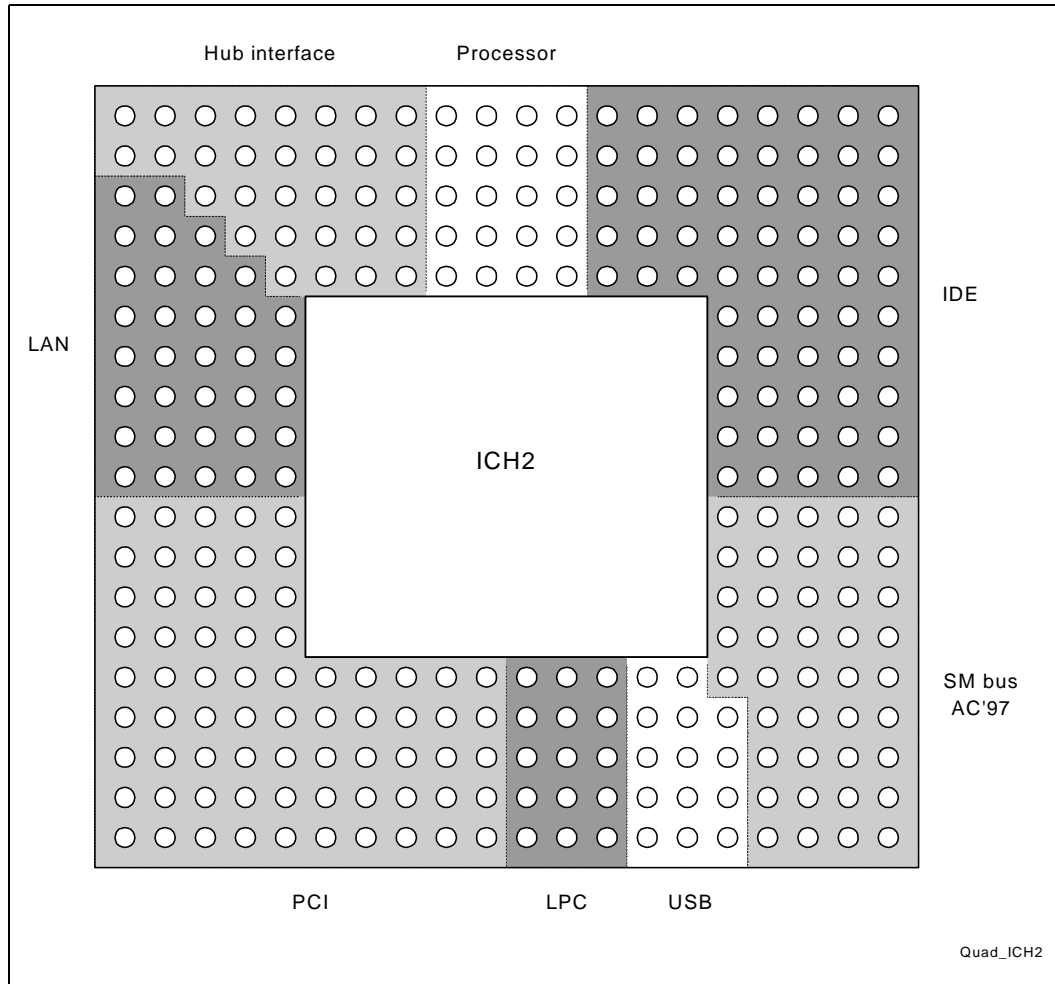 Hub interface
Processor
IDE
LAN
ICH2
SM bus
AC'97
PCI
LPC
USB
Quad_ICH2